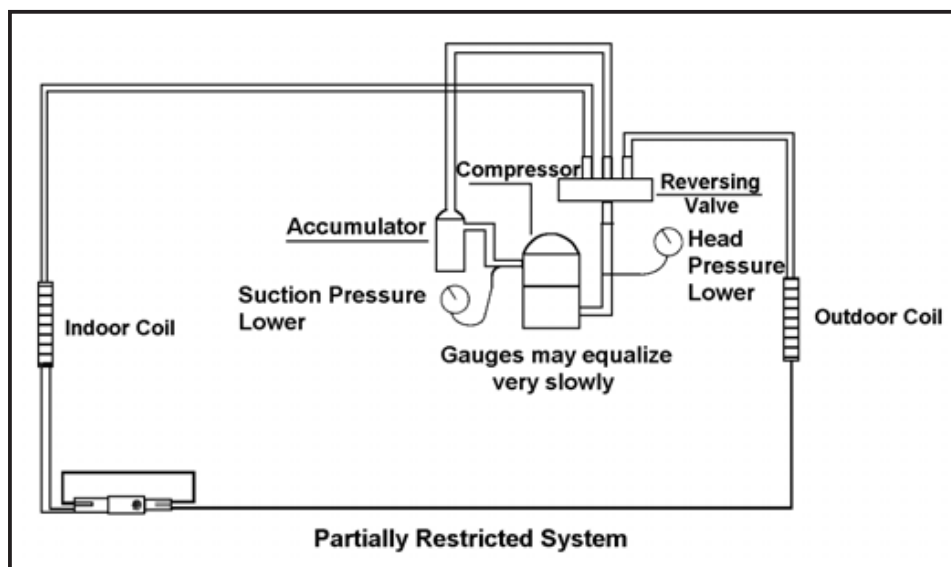 Compressor
Reversing
Valve
Accumulator
Head
Pressure
Lower
Suction Pressure
Lower
Indoor Coil
Outdoor Coil
Gauges may equalize
very slowly
Partially Restricted System